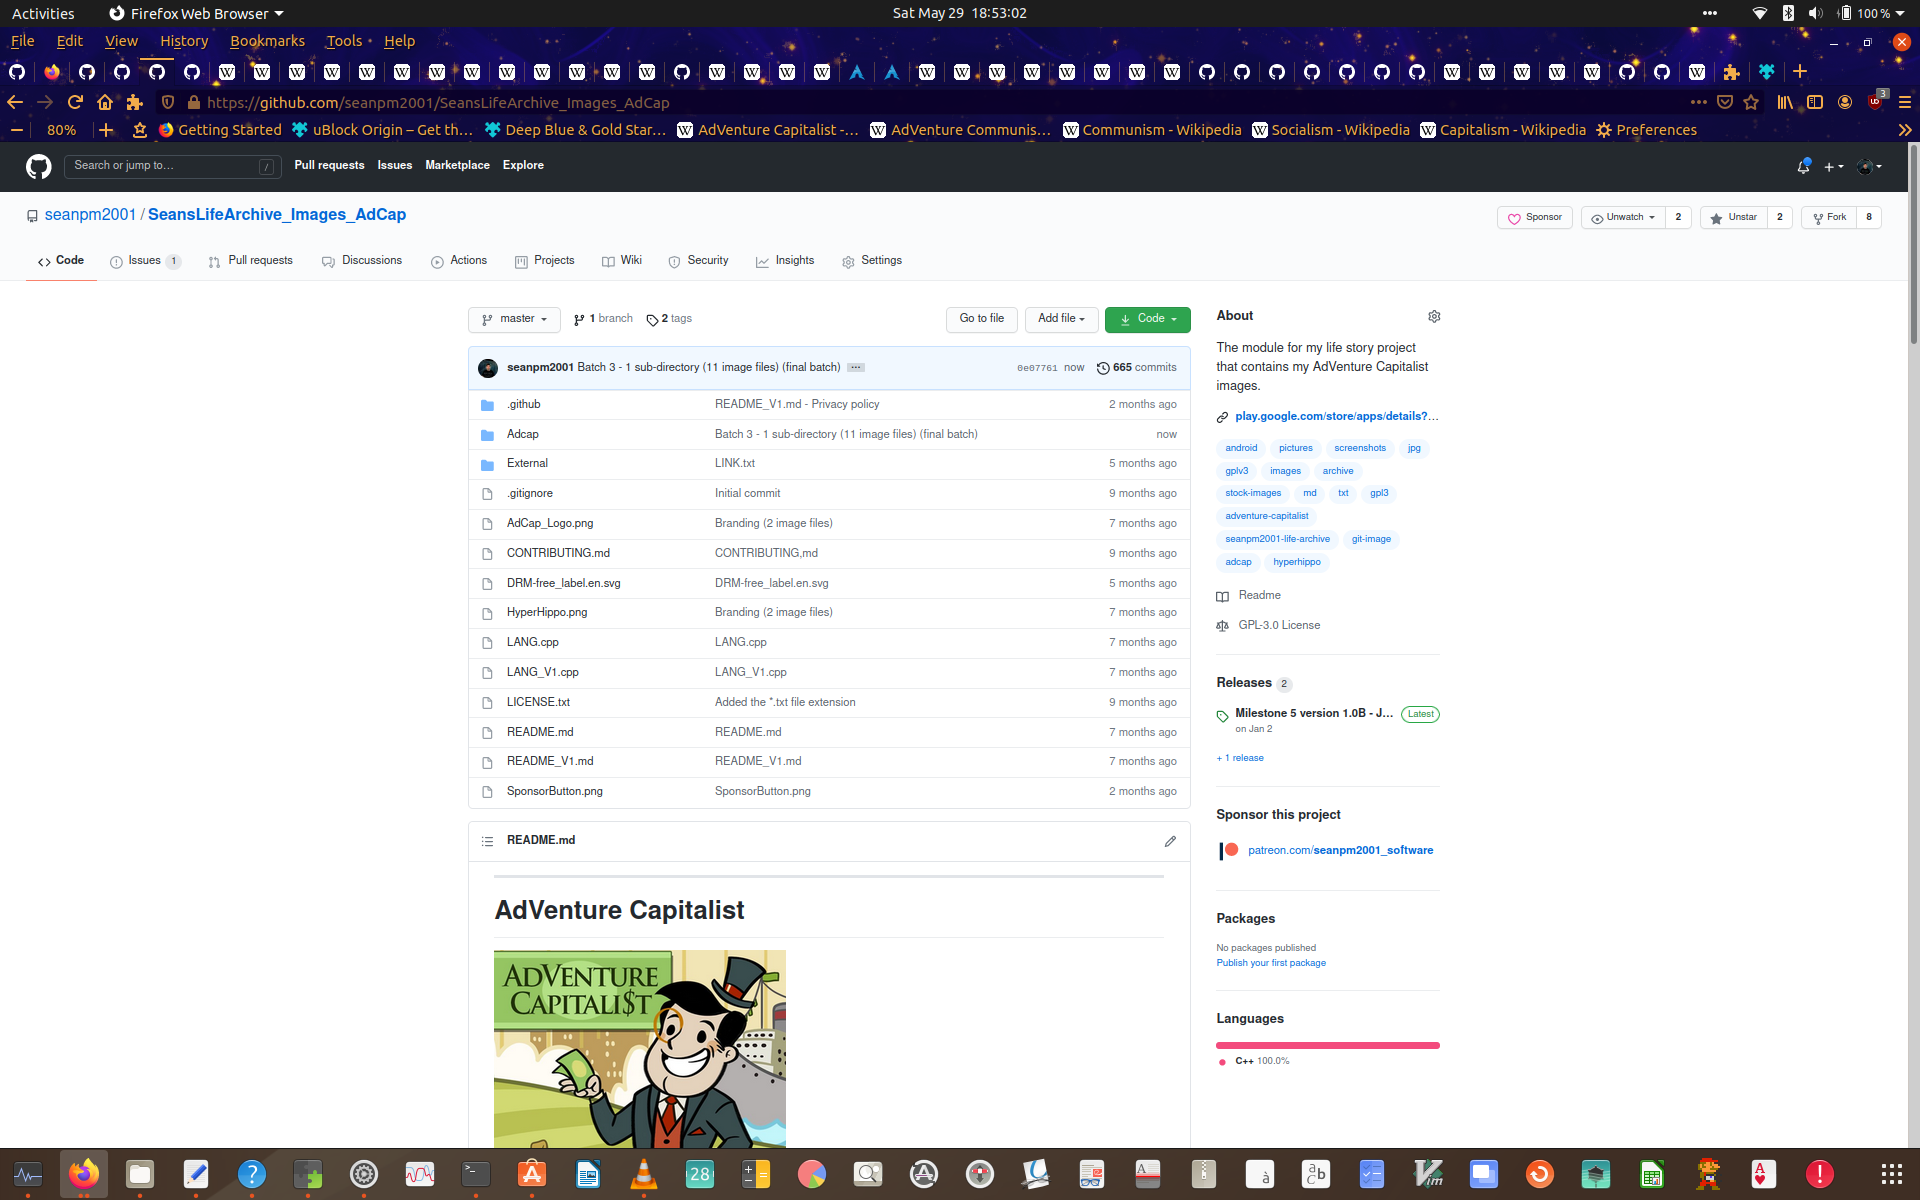 Activities
Firefox Web Browser
Sat May 29 18:53:02
100 %
File Edit View History Bookmarks Tools Help
https://github.com/seanpm2001/SeansLifeArchive_Images_AdCap
3
80%
Getting Started
uBlock Origin – Get th…
Deep Blue & Gold Star…
AdVenture Capitalist -…
AdVenture Communis…
Communism - Wikipedia
Socialism - Wikipedia
Capitalism - Wikipedia
Preferences
Search or jump to…
/
Pull requests Issues Marketplace Explore
seanpm2001 / SeansLifeArchive_Images_AdCap
Sponsor
Unwatch 2
Unstar 2
Fork 8
Code
Issues 1
Pull requests
Discussions
Actions
Projects
Wiki
Security
Insights
Settings
master
1 branch
2 tags
Go to file
Add file
Code
seanpm2001 Batch 3 - 1 sub-directory (11 image files) (final batch) ...
0e07761 now
665 commits
.github README_V1.md - Privacy policy 2 months ago
Adcap Batch 3 - 1 sub-directory (11 image files) (final batch) now
External LINK.txt 5 months ago
.gitignore Initial commit 9 months ago
AdCap_Logo.png Branding (2 image files) 7 months ago
CONTRIBUTING.md CONTRIBUTING,md 9 months ago
DRM-free_label.en.svg DRM-free_label.en.svg 5 months ago
HyperHippo.png Branding (2 image files) 7 months ago
LANG.cpp LANG.cpp 7 months ago
LANG_V1.cpp LANG_V1.cpp 7 months ago
LICENSE.txt Added the *.txt file extension 9 months ago
README.md README.md 7 months ago
README_V1.md README_V1.md 7 months ago
SponsorButton.png SponsorButton.png 2 months ago
README.md
AdVenture Capitalist
ADVENTURE
CAPITALI$T
About
The module for my life story project
that contains my AdVenture Capitalist
images.
play.google.com/store/apps/details?…
android pictures screenshots jpg
gplv3 images archive
stock-images md txt gpl3
adventure-capitalist
seanpm2001-life-archive git-image
adcap hyperhippo
Readme
GPL-3.0 License
Releases 2
Milestone 5 version 1.0B - J… Latest
on Jan 2
+ 1 release
Sponsor this project
patreon.com/seanpm2001_software
Packages
No packages published
Publish your first package
Languages
C++ 100.0%
28